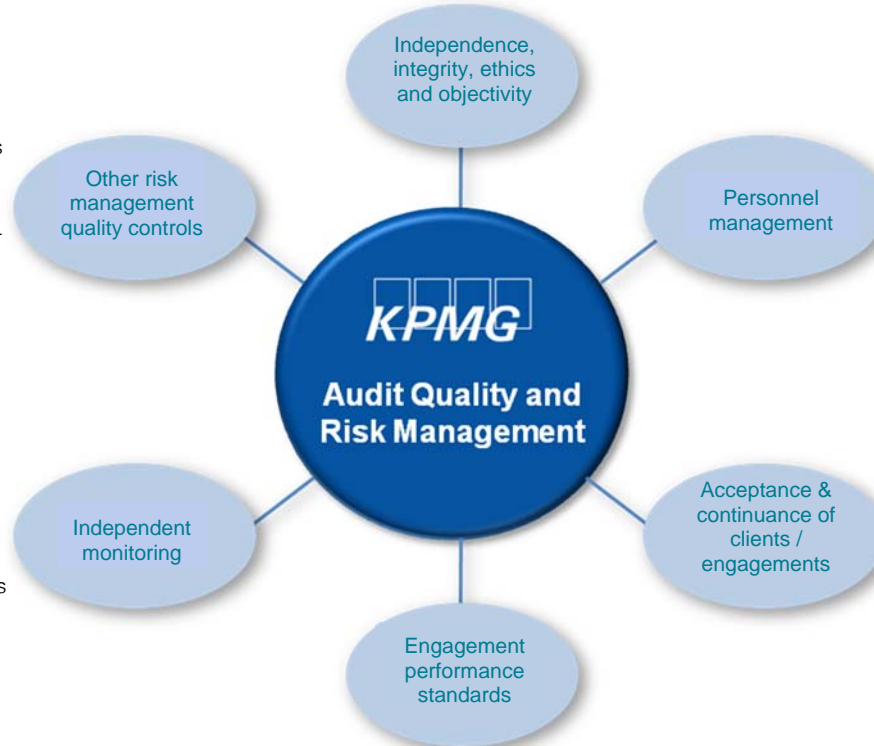 Independence,
integrity, ethics
and objectivity
Other risk
management
quality controls
Personnel
management
KPMG
Audit Quality and
Risk Management
Independent
monitoring
Acceptance &
continuance of
clients /
engagements
Engagement
performance
standards